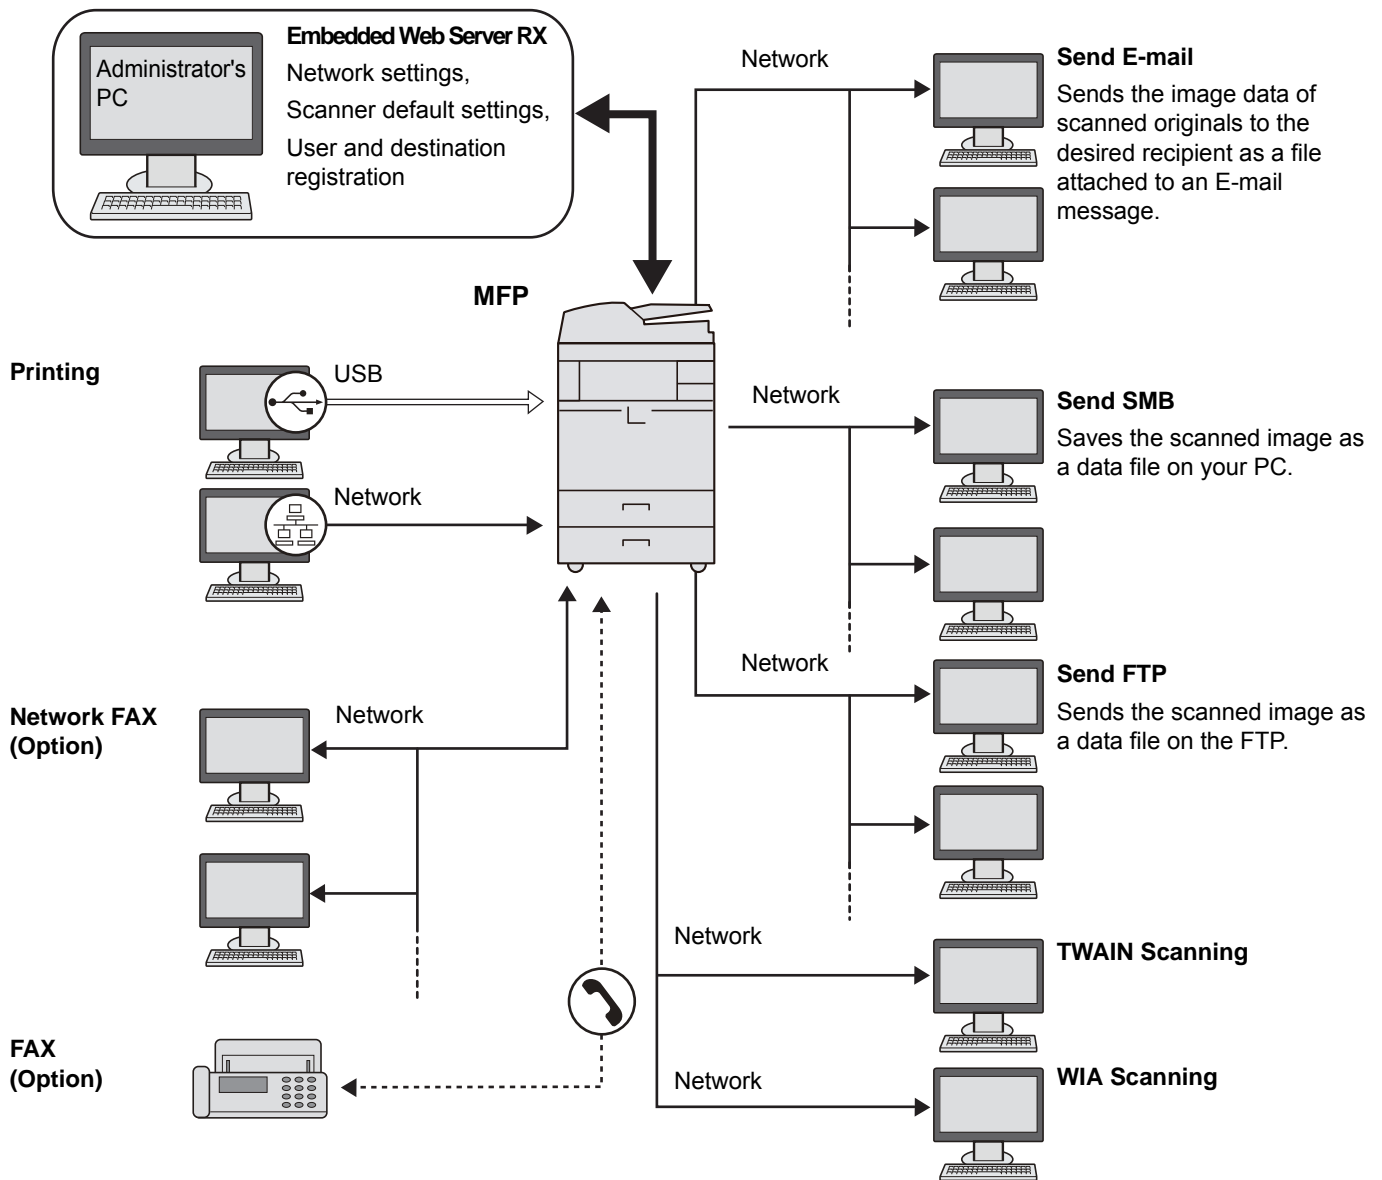 Administrator's
PC
Embedded Web Server RX
Network settings,
Scanner default settings,
User and destination
registration
Network
Send E-mail
Sends the image data of
scanned originals to the
desired recipient as a file
attached to an E-mail
message.
MFP
Printing
USB
Network
Network
Send SMB
Saves the scanned image as
a data file on your PC.
Network
Send FTP
Sends the scanned image as
a data file on the FTP.
Network FAX
(Option)
Network
Network
TWAIN Scanning
FAX
(Option)
Network
WIA Scanning